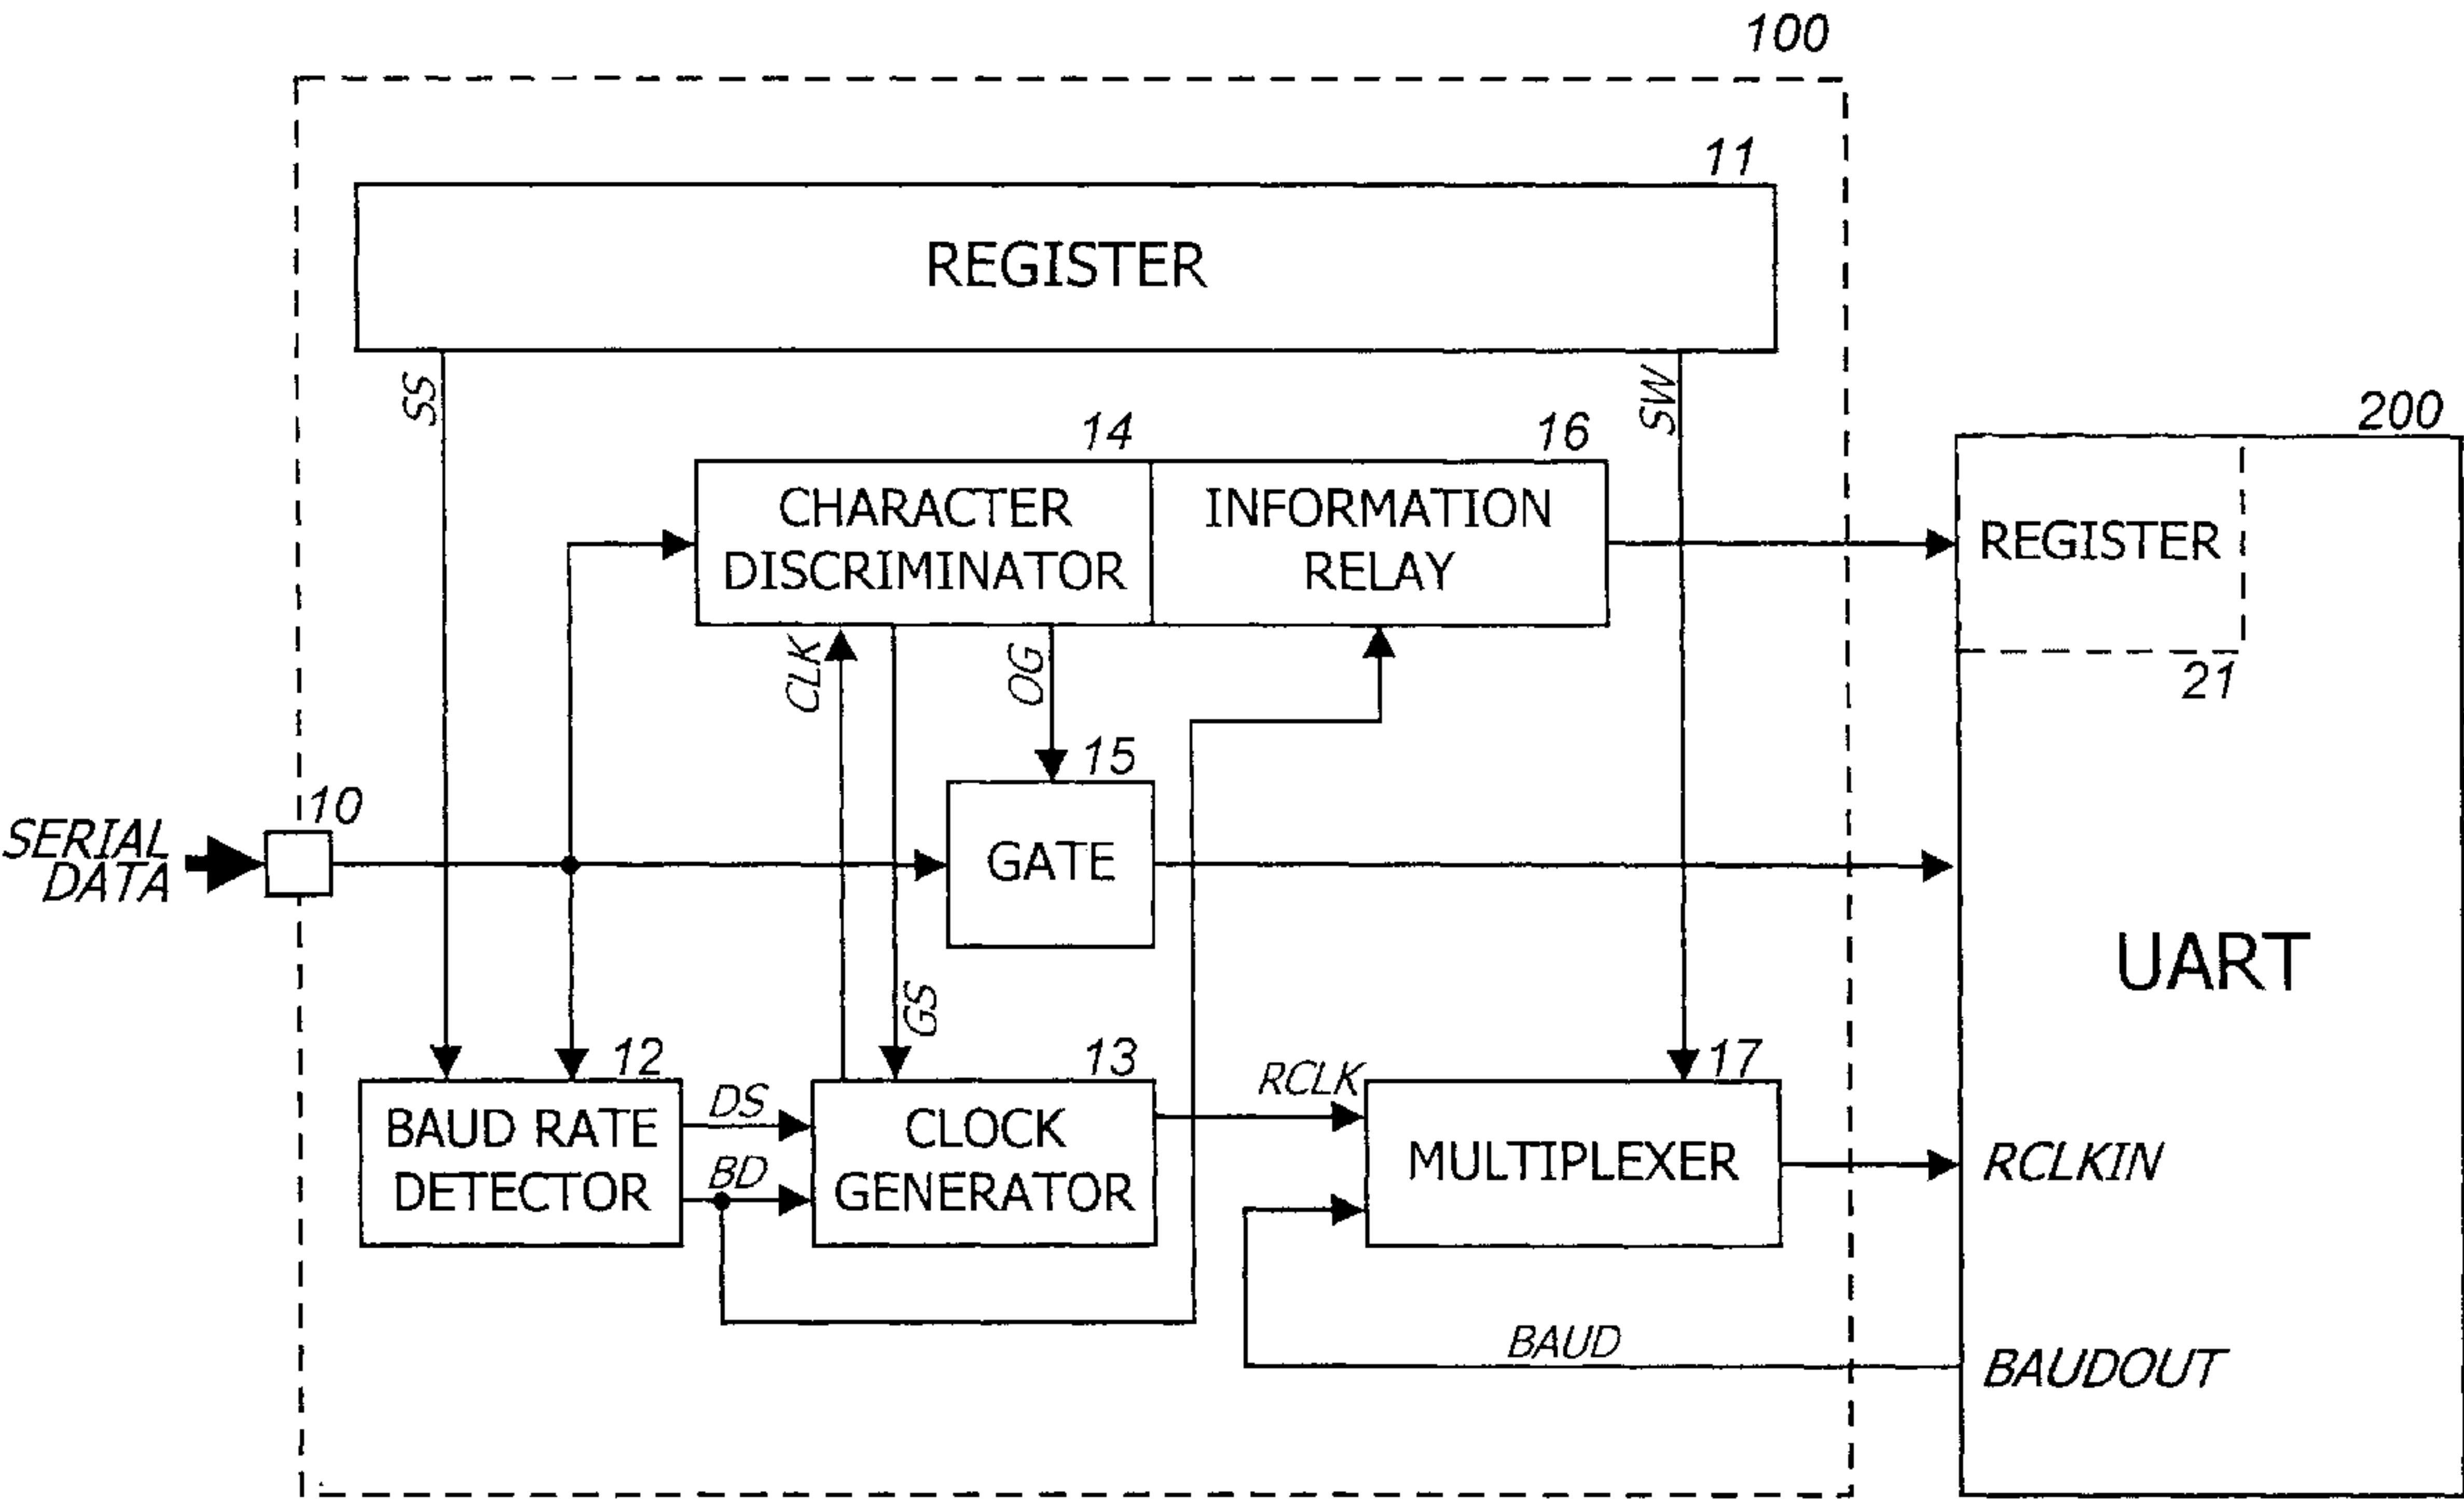 100
11
REGISTER
SS
SW
200
14
16
CHARACTER
DISCRIMINATOR
INFORMATION
RELAY
REGISTER
21
CLK
OG
15
10
SERIAL
DATA
GATE
UART
GS
12
13
17
BAUD RATE
DETECTOR
DS
BD
CLOCK
GENERATOR
RCLK
MULTIPLEXER
RCLKIN
BAUD
BAUDOUT